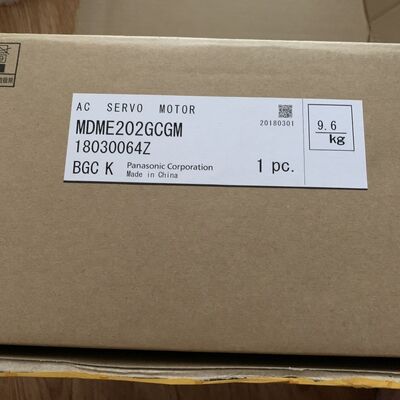 AC SERVO MOTOR
20180301
MDME202GCGM
18030064Z
BGC K Panasonic Corporation
Made in China
1 pc.
9.6
kg